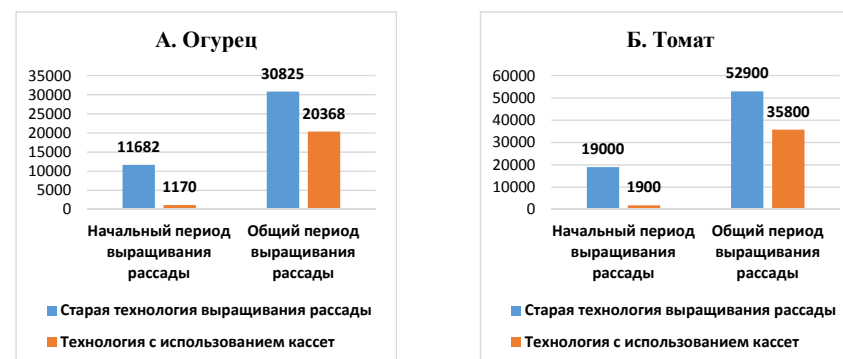 А. Огурец
35000
30000
25000
20000
15000
10000
5000
0
11682
1170
30825
20368
Начальный период
выращивания
рассады
Общий период
выращивания
рассады
Старая технология выращивания рассады
Технология с использованием кассет
Б. Томат
60000
50000
40000
30000
20000
10000
0
19000
1900
52900
35800
Начальный период
выращивания
рассады
Общий период
выращивания
рассады
Старая технология выращивания рассады
Технология с использованием кассет